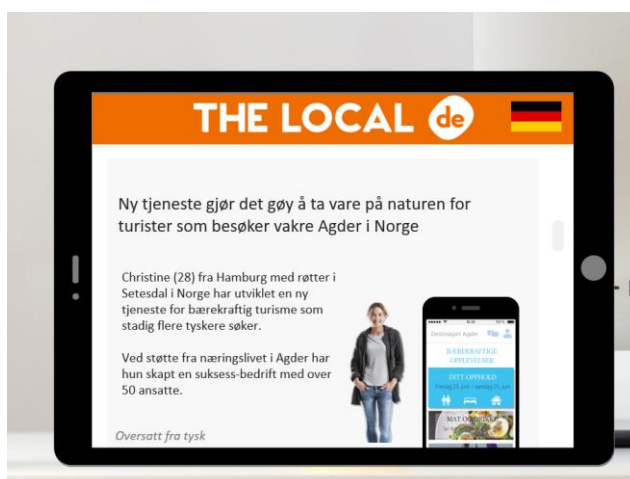 THE LOCAL de
Ny tjeneste gjør det gøy å ta vare på naturen for
turister som besøker vakre Agder i Norge
Christine (28) fra Hamburg med røtter i
Setesdal i Norge har utviklet en ny
tjeneste for bærekraftig turisme som
stadig flere tyskere søker.
Ved støtte fra næringslivet i Agder har
hun skapt en suksess-bedrift med over
50 ansatte.
Oversatt fra tysk
Destinasjon Agder
BÆREKRAFTIGE
OPPLEVELSER
DITT OPPHOLD